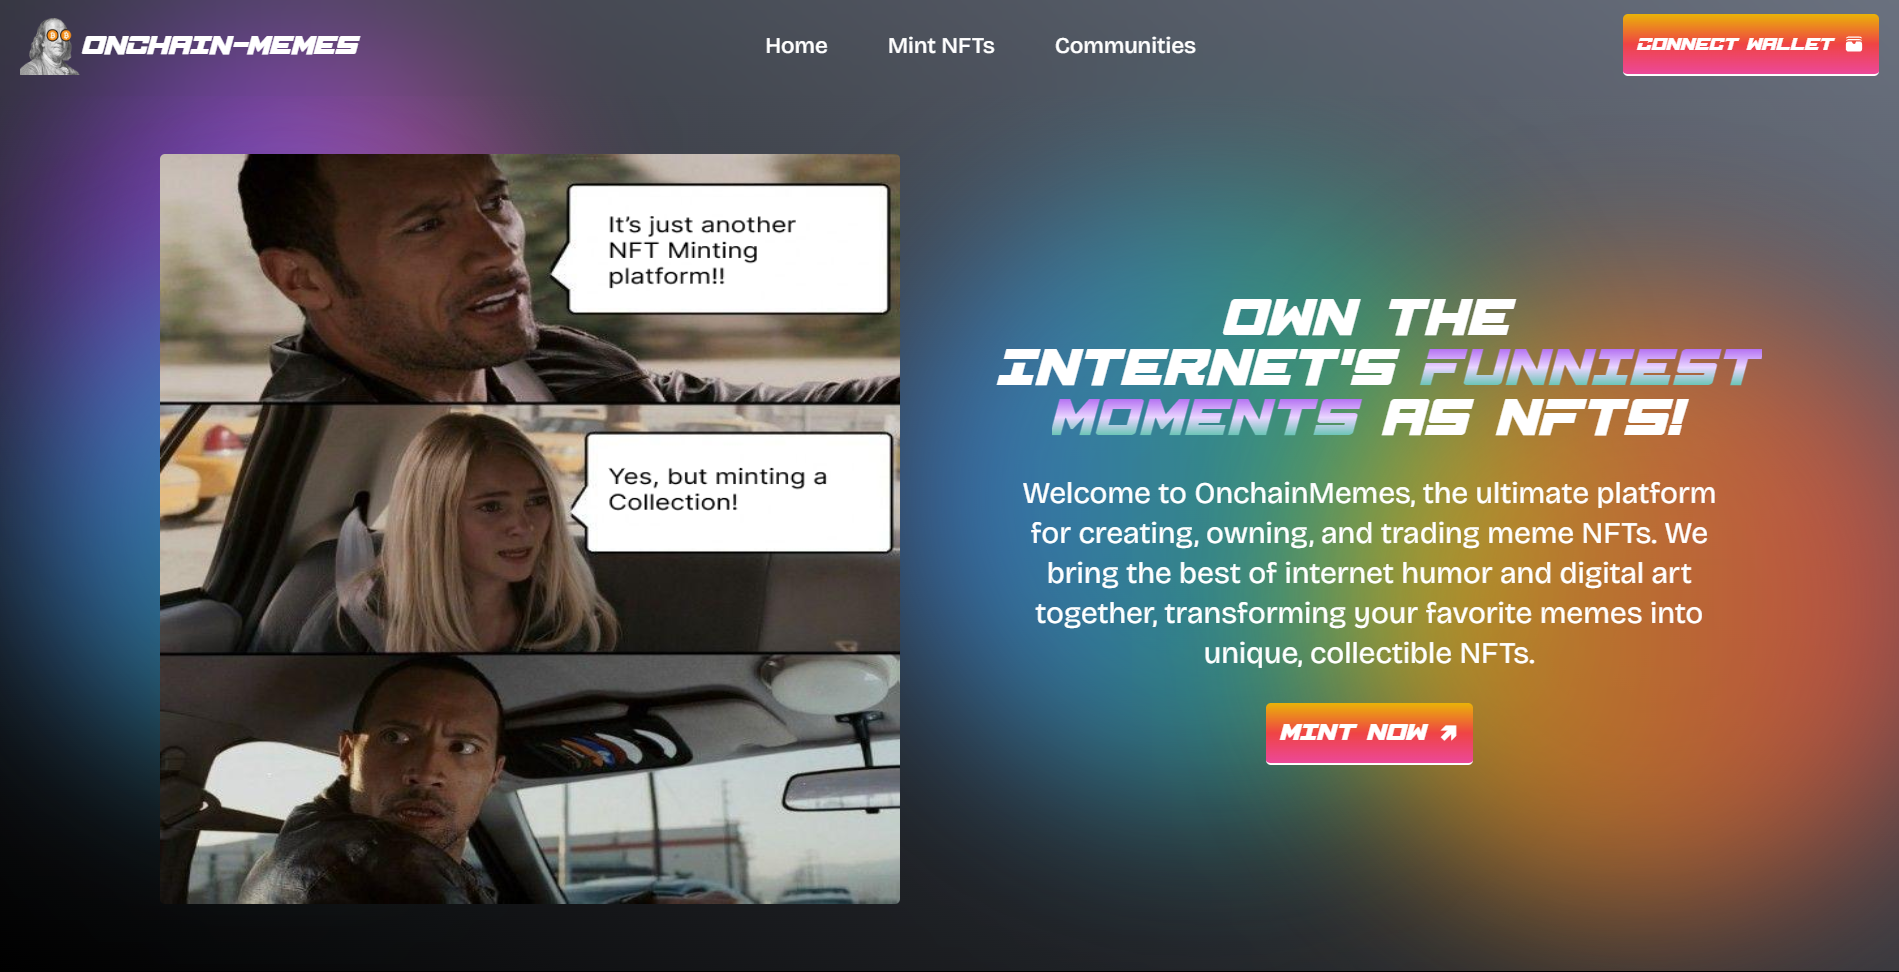 ONCHAIN-MEMES
Home
Mint NFTs
Communities
CONNECT WALLET
It's just another
NFT Minting
platform!!
Yes, but minting a
Collection!
OWN THE
INTERNET'S FUNNIEST
MOMENTS AS NFTS!
Welcome to OnchainMemes, the ultimate platform
for creating, owning, and trading meme NFTs. We
bring the best of internet humor and digital art
together, transforming your favorite memes into
unique, collectible NFTs.
MINT NOW